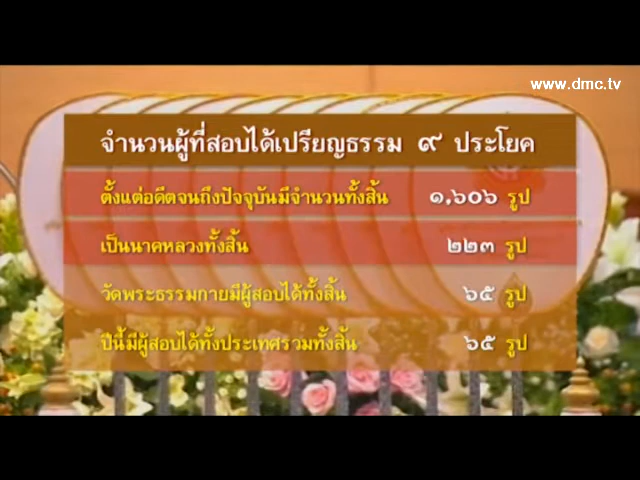 www.dmc.tv
จำนวนผู้ที่สอบได้เปรียญธรรม ๙ ประโยค
ตั้งแต่อดีตจนถึงปัจจุบันมีจำนวนทั้งสิ้น ๑,๖๐๖ รูป
เป็นนาคหลวงทั้งสิ้น ๒๒๓ รูป
วัดพระธรรมกายมีผู้สอบได้ทั้งสิ้น ๖๕ รูป
ปีนี้มีผู้สอบได้ทั้งประเทศรวมทั้งสิ้น ๖๕ รูป